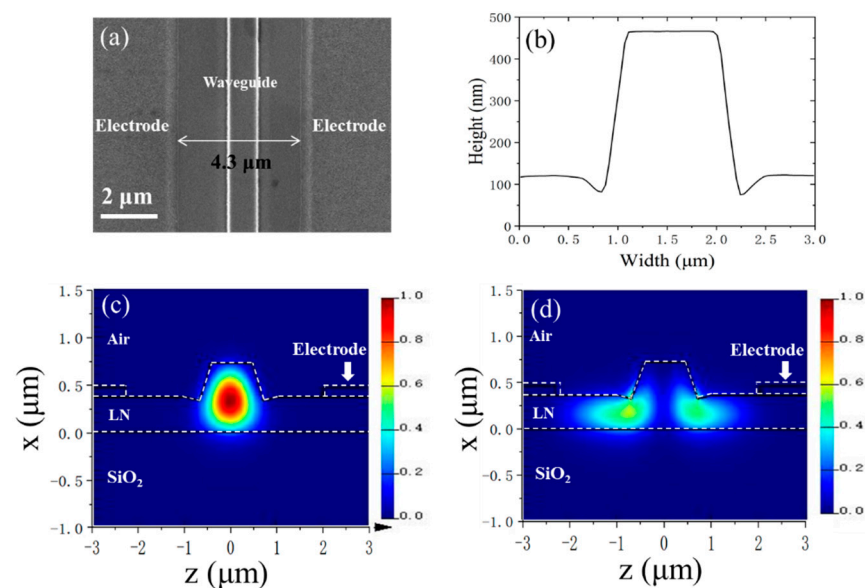 (a)
Waveguide
Electrode
Electrode
4.3 μm
2 μm
(b)
Height (nm)
500
450
400
350
300
250
200
150
100
0.0 0.5 1.0 1.5 2.0 2.5 3.0
Width (μm)
(c)
x (μm)
1.5
1.0
0.5
0.0
-0.5
-1.0
Air
Electrode
LN
SiO₂
-3 -2 -1 0 1 2 3
z (μm)
1.0
0.8
0.6
0.4
0.2
0.0
(d)
x (μm)
1.5
1.0
0.5
0.0
-0.5
-1.0
Air
Electrode
LN
SiO₂
-3 -2 -1 0 1 2 3
z (μm)
1.0
0.8
0.6
0.4
0.2
0.0